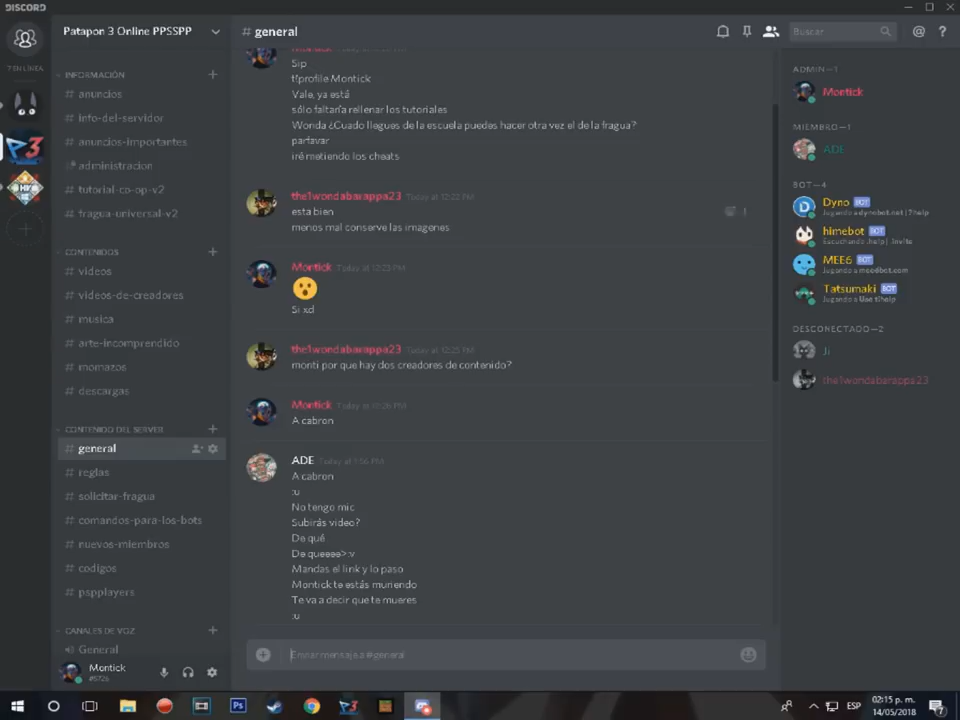 DISCORD
Patapon 3 Online PPSSPP
# general
Buscar
7 EN LÍNEA
INFORMACIÓN
anuncios
info-del-servidor
anuncios-importantes
administracion
tutorial-co-op-v2
fragua-universal-v2
CONTENIDOS
videos
videos-de-creadores
musica
arte-incomprendido
momazos
descargas
CONTENIDO DEL SERVER
general
reglas
solicitar-fragua
comandos-para-los-bots
nuevos-miembros
codigos
pspplayers
CANALES DE VOZ
General
Montick
#5726
Montick
Sip
t!profile Montick
Vale, ya está
sólo faltaría rellenar los tutoriales
Wonda ¿Cuado llegues de la escuela puedes hacer otra vez el de la fragua?
parfavar
iré metiendo los cheats
the1wondabarappa23 Today at 12:22 PM
esta bien
menos mal conserve las imagenes
1
Montick Today at 12:23 PM
Si xd
the1wondabarappa23 Today at 12:25 PM
monti por que hay dos creadores de contenido?
Montick Today at 12:26 PM
A cabron
ADE Today at 1:56 PM
A cabron
:u
No tengo mic
Subirás video?
De qué
De queeee>:v
Mandas el link y lo paso
Montick te estás muriendo
Te va a decir que te mueres
:u
Enviar mensaje a #general
ADMIN—1
Montick
MIEMBRO—1
ADE
BOT—4
Dyno BOT
Jugando a dynobot.net | ?help
himebot BOT
Escuchando .help | .invite
MEE6 BOT
Jugando a mee6bot.com
Tatsumaki BOT
Jugando a Use t!help
DESCONECTADO—2
Ji
the1wondabarappa23
Ps
ESP
02:15 p. m.
14/05/2018
7